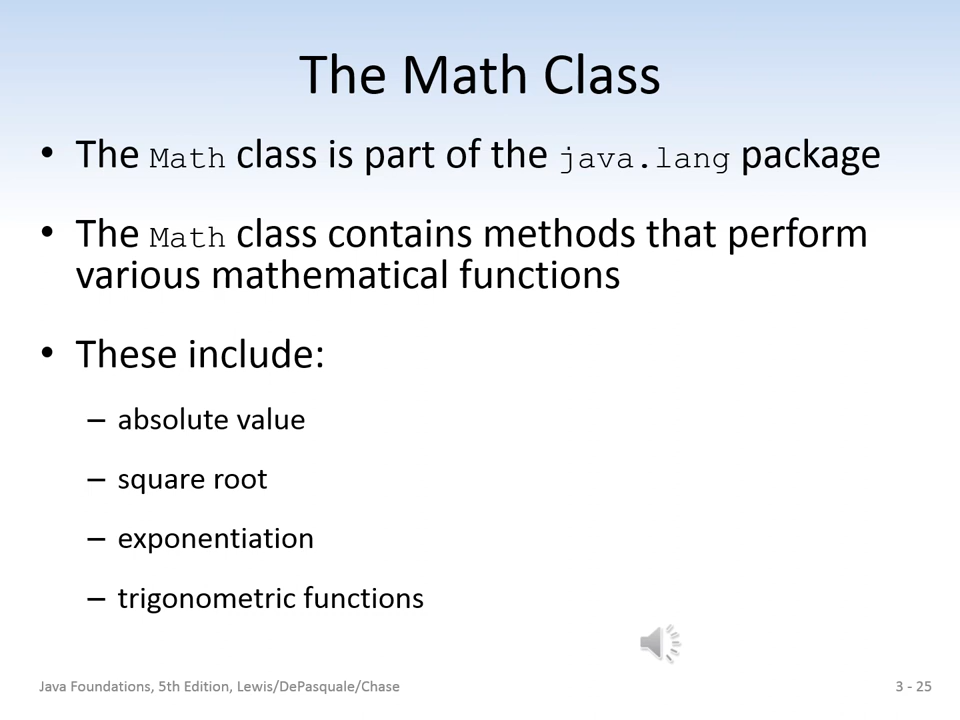 The Math Class
• The Math class is part of the java.lang package
• The Math class contains methods that perform
various mathematical functions
• These include:
– absolute value
– square root
– exponentiation
– trigonometric functions
Java Foundations, 5th Edition, Lewis/DePasquale/Chase
3 - 25